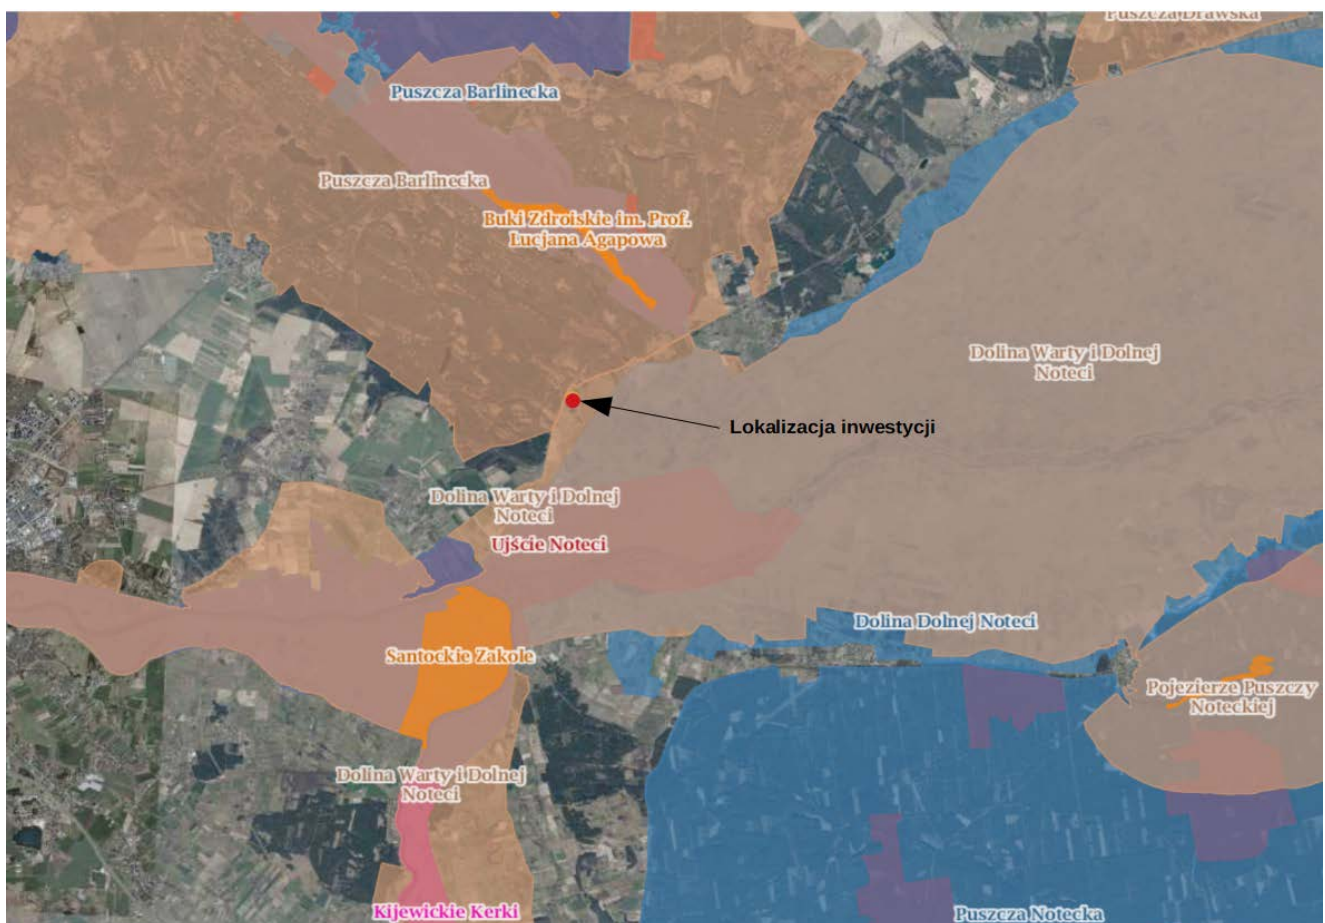 Puszcza Drawska
Puszcza Barlinecka
Puszcza Barlinecka
Buki Zdroiskie im. Prof.
Łucjana Agapowa
Dolina Warty i Dolnej
Noteci
Lokalizacja inwestycji
Dolina Warty i Dolnej
Noteci
Ujście Noteci
Dolina Dolnej Noteci
Santockie Zakole
Pojezierze Puszczy
Noteckiej
Dolina Warty i Dolnej
Noteci
Kijewickie Kerki
Puszcza Notecka